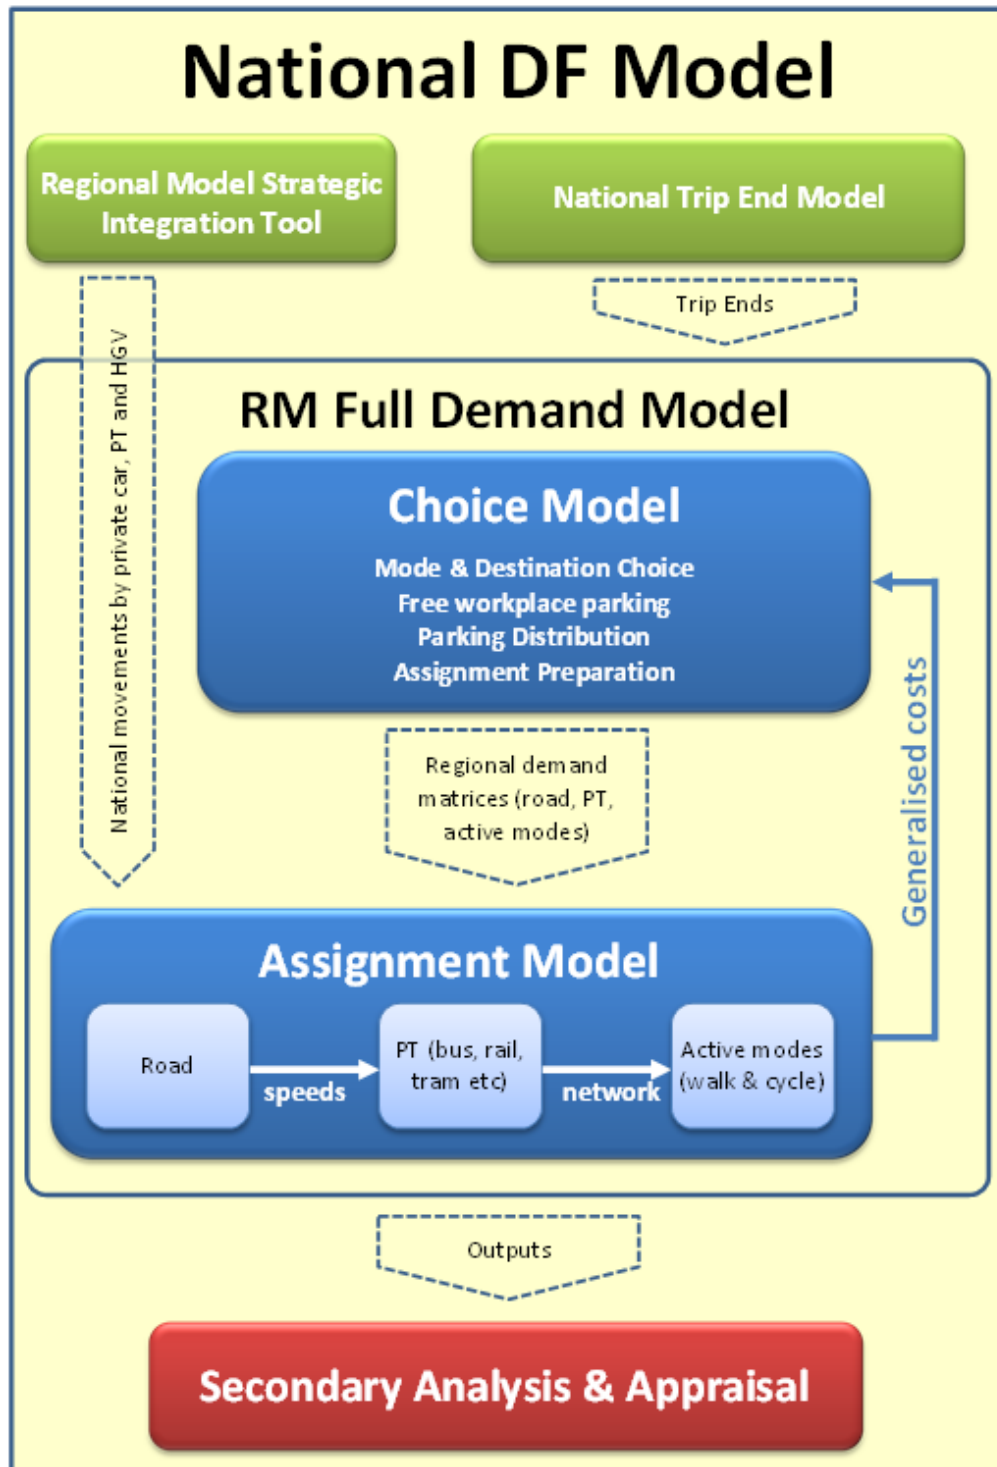 National DF Model
Regional Model Strategic
Integration Tool
National Trip End Model
Trip Ends
National movements by private car, PT and HGV
RM Full Demand Model
Choice Model
Mode & Destination Choice
Free workplace parking
Parking Distribution
Assignment Preparation
Regional demand
matrices (road, PT,
active modes)
Generalised costs
Assignment Model
Road
speeds
PT (bus, rail,
tram etc)
network
Active modes
(walk & cycle)
Outputs
Secondary Analysis & Appraisal